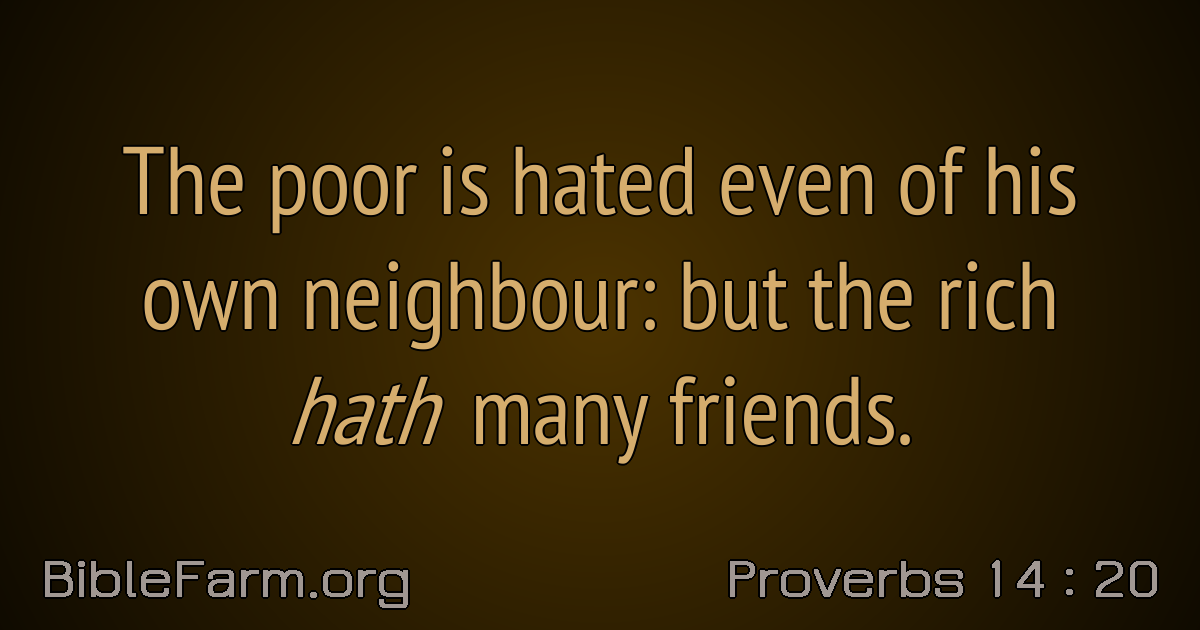 The poor is hated even of his
own neighbour: but the rich
hath many friends.
BibleFarm.org
Proverbs 14 : 20